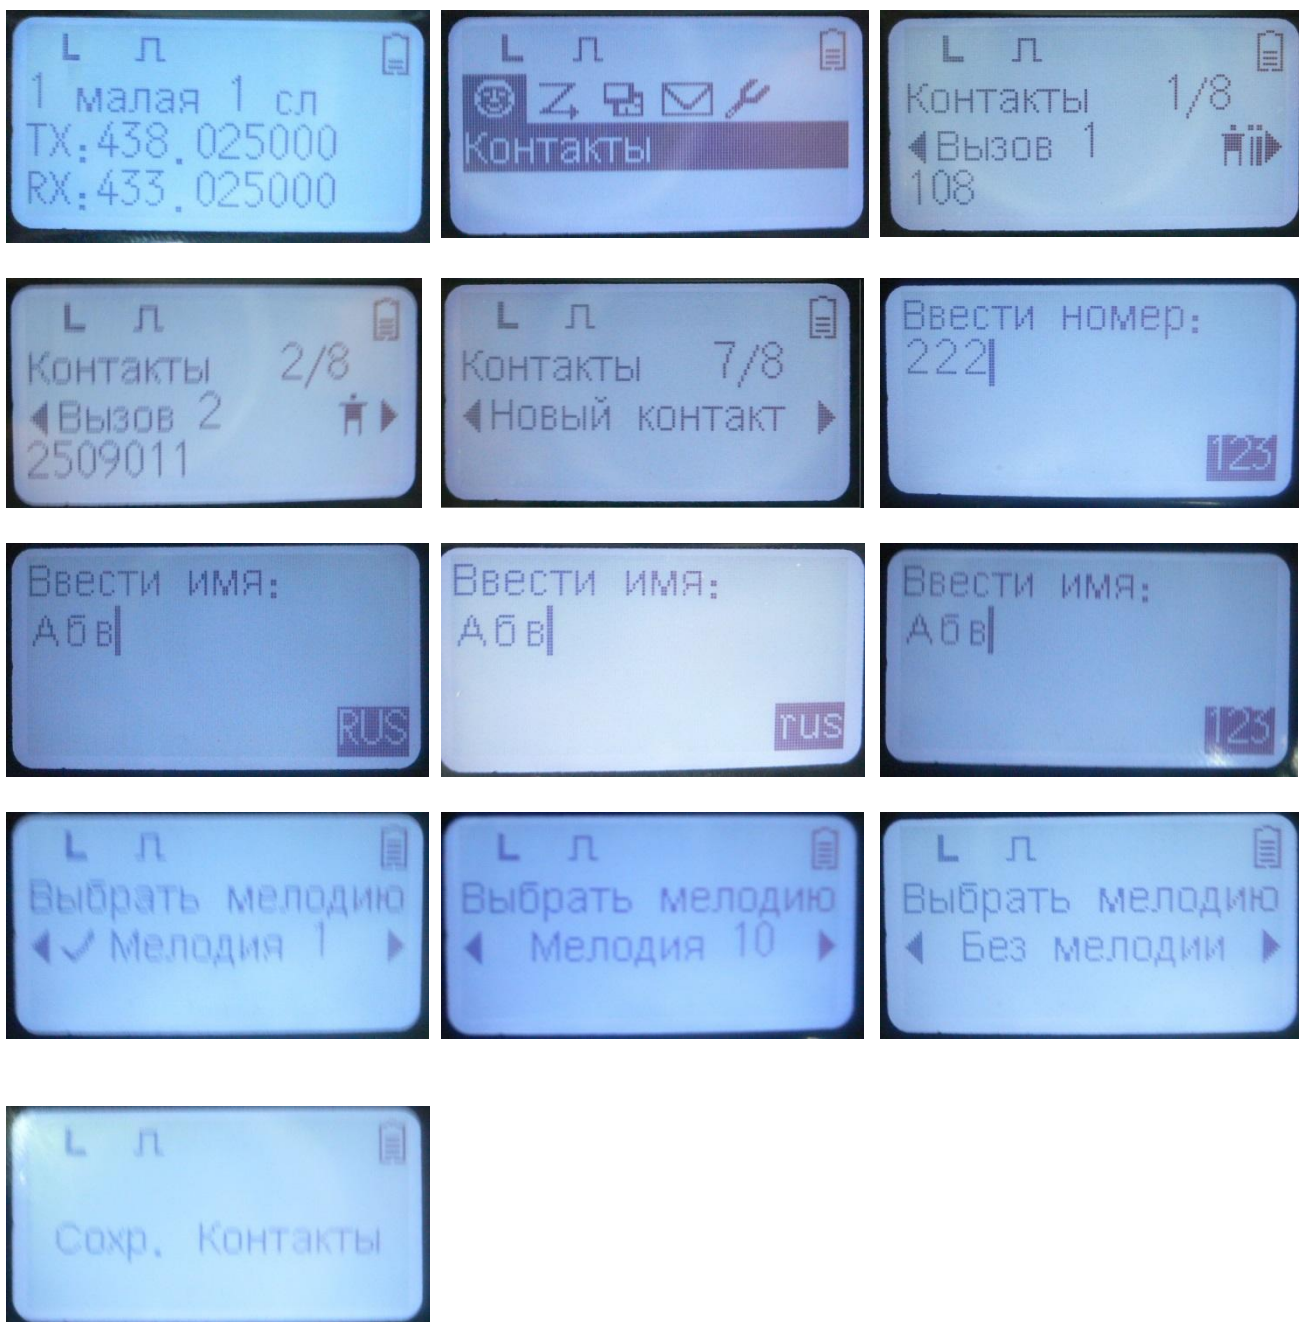 1 малая 1 сл
TX:438.025000
RX:433.025000
Контакты
Контакты 1/8
Вызов 1
108
Контакты 2/8
Вызов 2
2509011
Контакты 7/8
Новый контакт
Ввести номер:
222
123
Ввести имя:
Абв
RUS
Ввести имя:
Абв
rus
Ввести имя:
Абв
123
Выбрать мелодию
Мелодия 1
Выбрать мелодию
Мелодия 10
Выбрать мелодию
Без мелодии
Сохр. Контакты